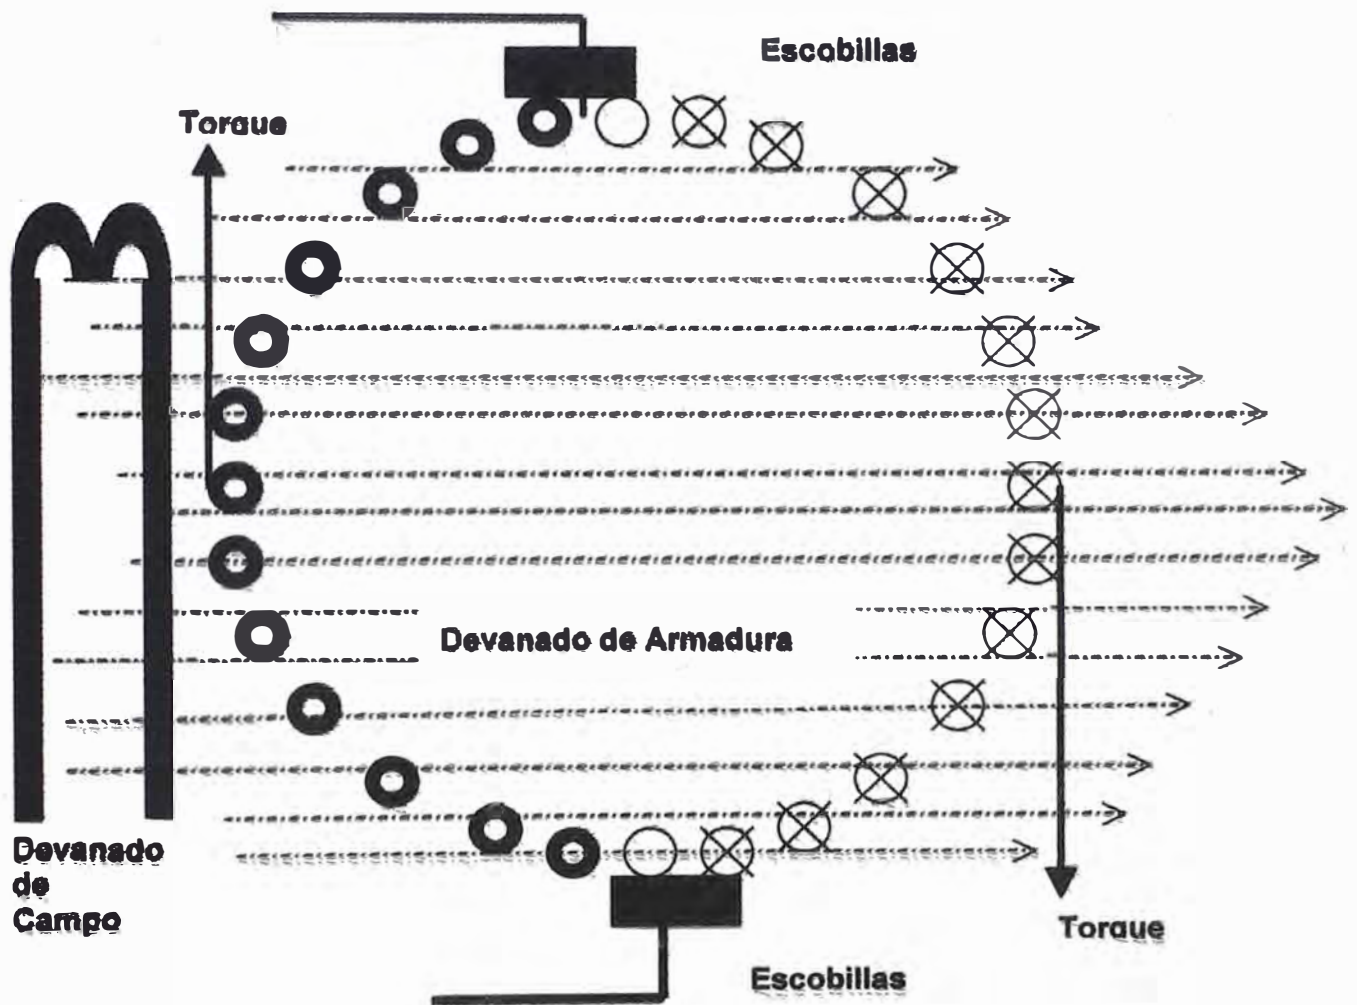 Escobillas
Torque
Devanado de Armadura
Devanado
de
Campo
Torque
Escobillas